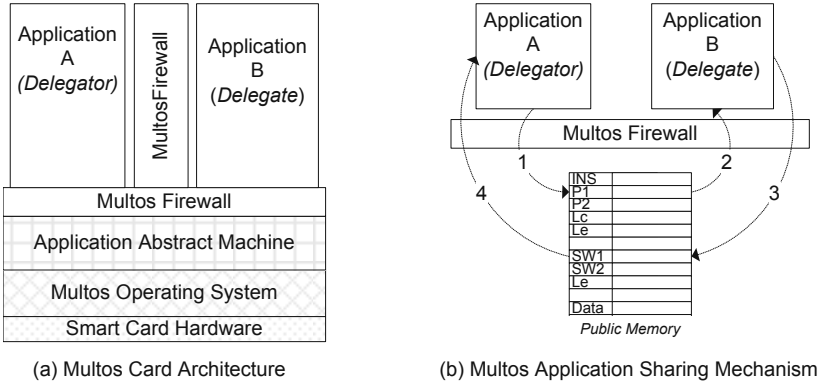 Application
A
(Delegator)
MultosFirewall
Application
B
(Delegate)
Multos Firewall
Application Abstract Machine
Multos Operating System
Smart Card Hardware
(a) Multos Card Architecture
Application
A
(Delegator)
Application
B
(Delegate)
Multos Firewall
1
2
4
3
INS
P1
P2
Lc
Le
SW1
SW2
Le
Data
Public Memory
(b) Multos Application Sharing Mechanism